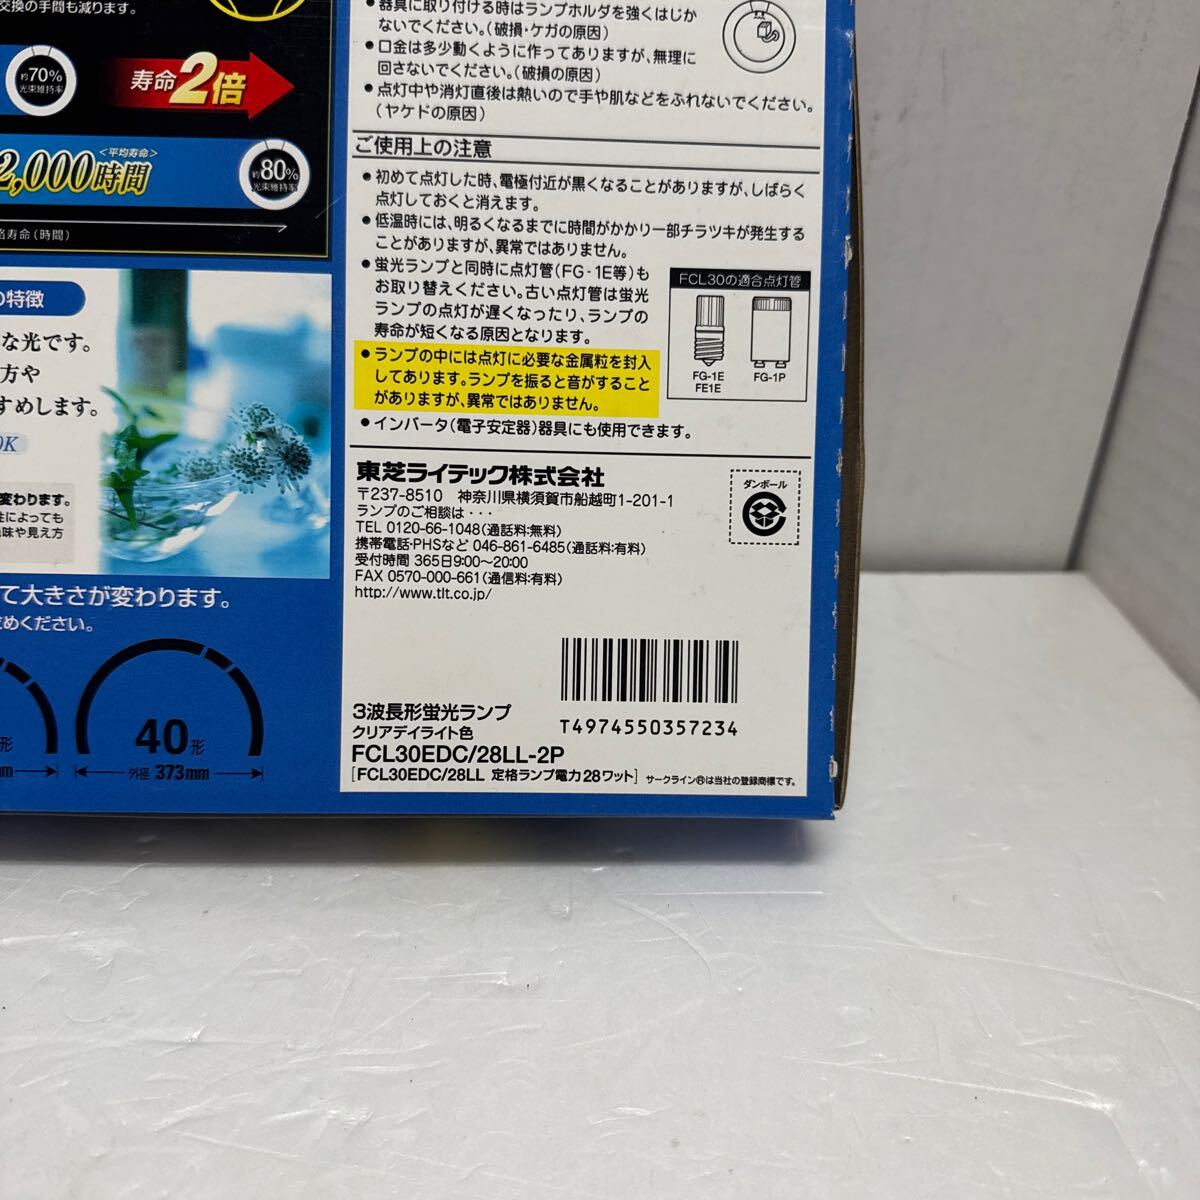 交換の手間も減ります。
約70%
光束維持率
寿命2倍
2,000時間
<平均寿命>
約80%
光束維持率
格寿命(時間)
の特徴
な光です。
方や
すめします。
0K
変わります。
性によっても
色味や見え方
て大きさが変わります。
求めください。
形
mm
40形
外径 373mm
●器具に取り付ける時はランプホルダを強くはじか
ないでください。(破損・ケガの原因)
●口金は多少動くように作ってありますが、無理に
回さないでください。(破損の原因)
●点灯中や消灯直後は熱いので手や肌などをふれないでください。
(ヤケドの原因)
ご使用上の注意
●初めて点灯した時、電極付近が黒くなることがありますが、しばらく
点灯しておくと消えます。
●低温時には、明るくなるまでに時間がかかり一部チラツキが発生する
ことがありますが、異常ではありません。
●蛍光ランプと同時に点灯管(FG-1E等)も
お取り替えください。古い点灯管は蛍光
ランプの点灯が遅くなったり、ランプの
寿命が短くなる原因となります。
●ランプの中には点灯に必要な金属粒を封入
してあります。ランプを振ると音がすること
がありますが、異常ではありません。
●インバータ(電子安定器)器具にも使用できます。
FCL30の適合点灯管
FG-1E
FE1E
FG-1P
東芝ライテック株式会社
〒237-8510 神奈川県横須賀市船越町1-201-1
ランプのご相談は・・・
TEL 0120-66-1048(通話料:無料)
携帯電話・PHSなど 046-861-6485(通話料:有料)
受付時間 365日9:00〜20:00
FAX 0570-000-661(通信料:有料)
http://www.tlt.co.jp/
ダンボール
T4974550357234
3波長形蛍光ランプ
クリアデイライト色
FCL30EDC/28LL-2P
[FCL30EDC/28LL 定格ランプ電力28ワット] サークライン®は当社の登録商標です。